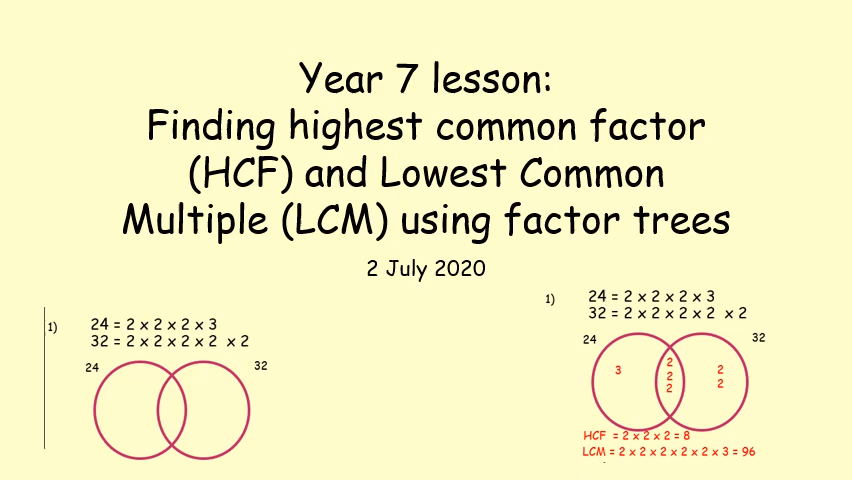 Year 7 lesson:
Finding highest common factor
(HCF) and Lowest Common
Multiple (LCM) using factor trees
2 July 2020
1) 24 = 2 x 2 x 2 x 3
32 = 2 x 2 x 2 x 2 x 2
24 32
1) 24 = 2 x 2 x 2 x 3
32 = 2 x 2 x 2 x 2 x 2
24 32
3 2 2
2 2
2
HCF = 2 x 2 x 2 = 8
LCM = 2 x 2 x 2 x 2 x 2 x 3 = 96